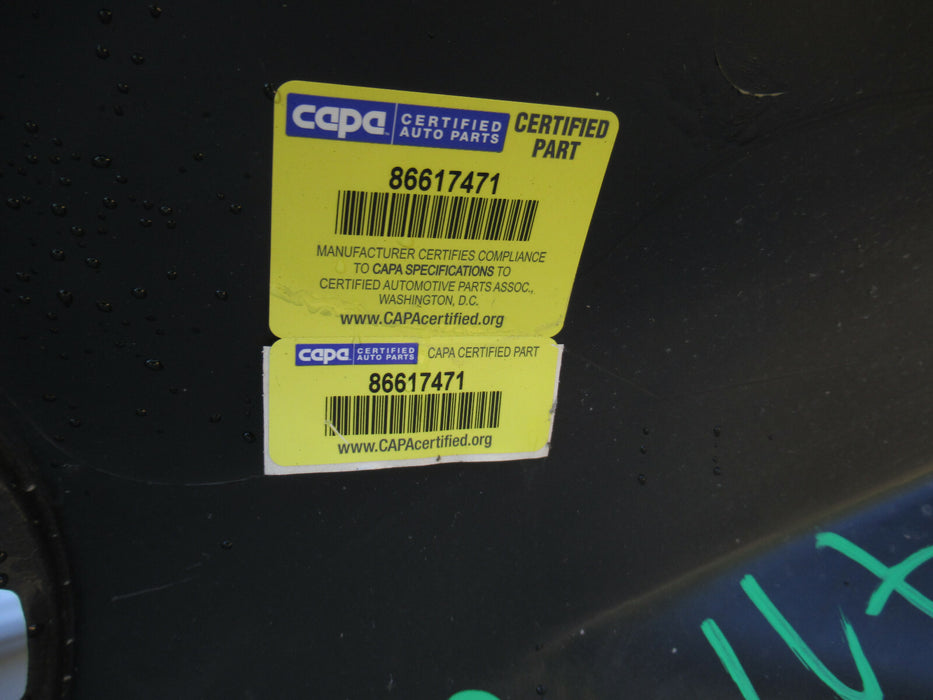 capa CERTIFIED AUTO PARTS CERTIFIED PART
86617471
MANUFACTURER CERTIFIES COMPLIANCE
TO CAPA SPECIFICATIONS TO
CERTIFIED AUTOMOTIVE PARTS ASSOC.,
WASHINGTON, D.C.
www.CAPAcertified.org
capa CERTIFIED AUTO PARTS CAPA CERTIFIED PART
86617471
www.CAPAcertified.org